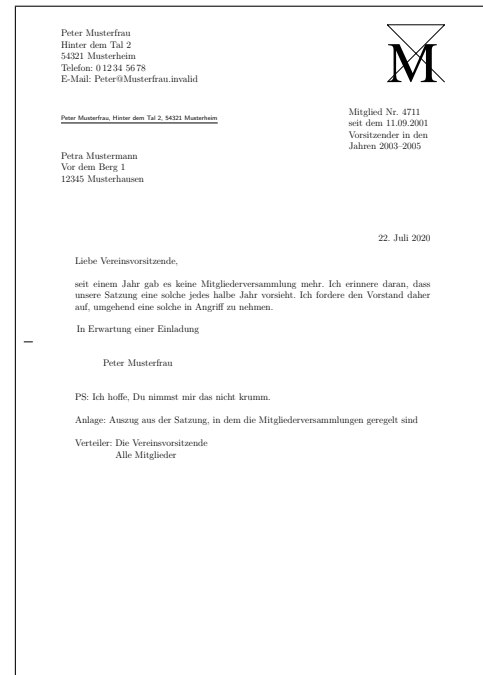 Peter Musterfrau
Hinter dem Tal 2
54321 Musterheim
Telefon: 0 12 34 56 78
E-Mail: Peter@Musterfrau.invalid
M
Peter Musterfrau, Hinter dem Tal 2, 54321 Musterheim
Mitglied Nr. 4711
seit dem 11.09.2001
Vorsitzender in den
Jahren 2003–2005
Petra Mustermann
Vor dem Berg 1
12345 Musterhausen
22. Juli 2020
Liebe Vereinsvorsitzende,
seit einem Jahr gab es keine Mitgliederversammlung mehr. Ich erinnere daran, dass
unsere Satzung eine solche jedes halbe Jahr vorsieht. Ich fordere den Vorstand daher
auf, umgehend eine solche in Angriff zu nehmen.
In Erwartung einer Einladung
Peter Musterfrau
PS: Ich hoffe, Du nimmst mir das nicht krumm.
Anlage: Auszug aus der Satzung, in dem die Mitgliederversammlungen geregelt sind
Verteiler: Die Vereinsvorsitzende
Alle Mitglieder